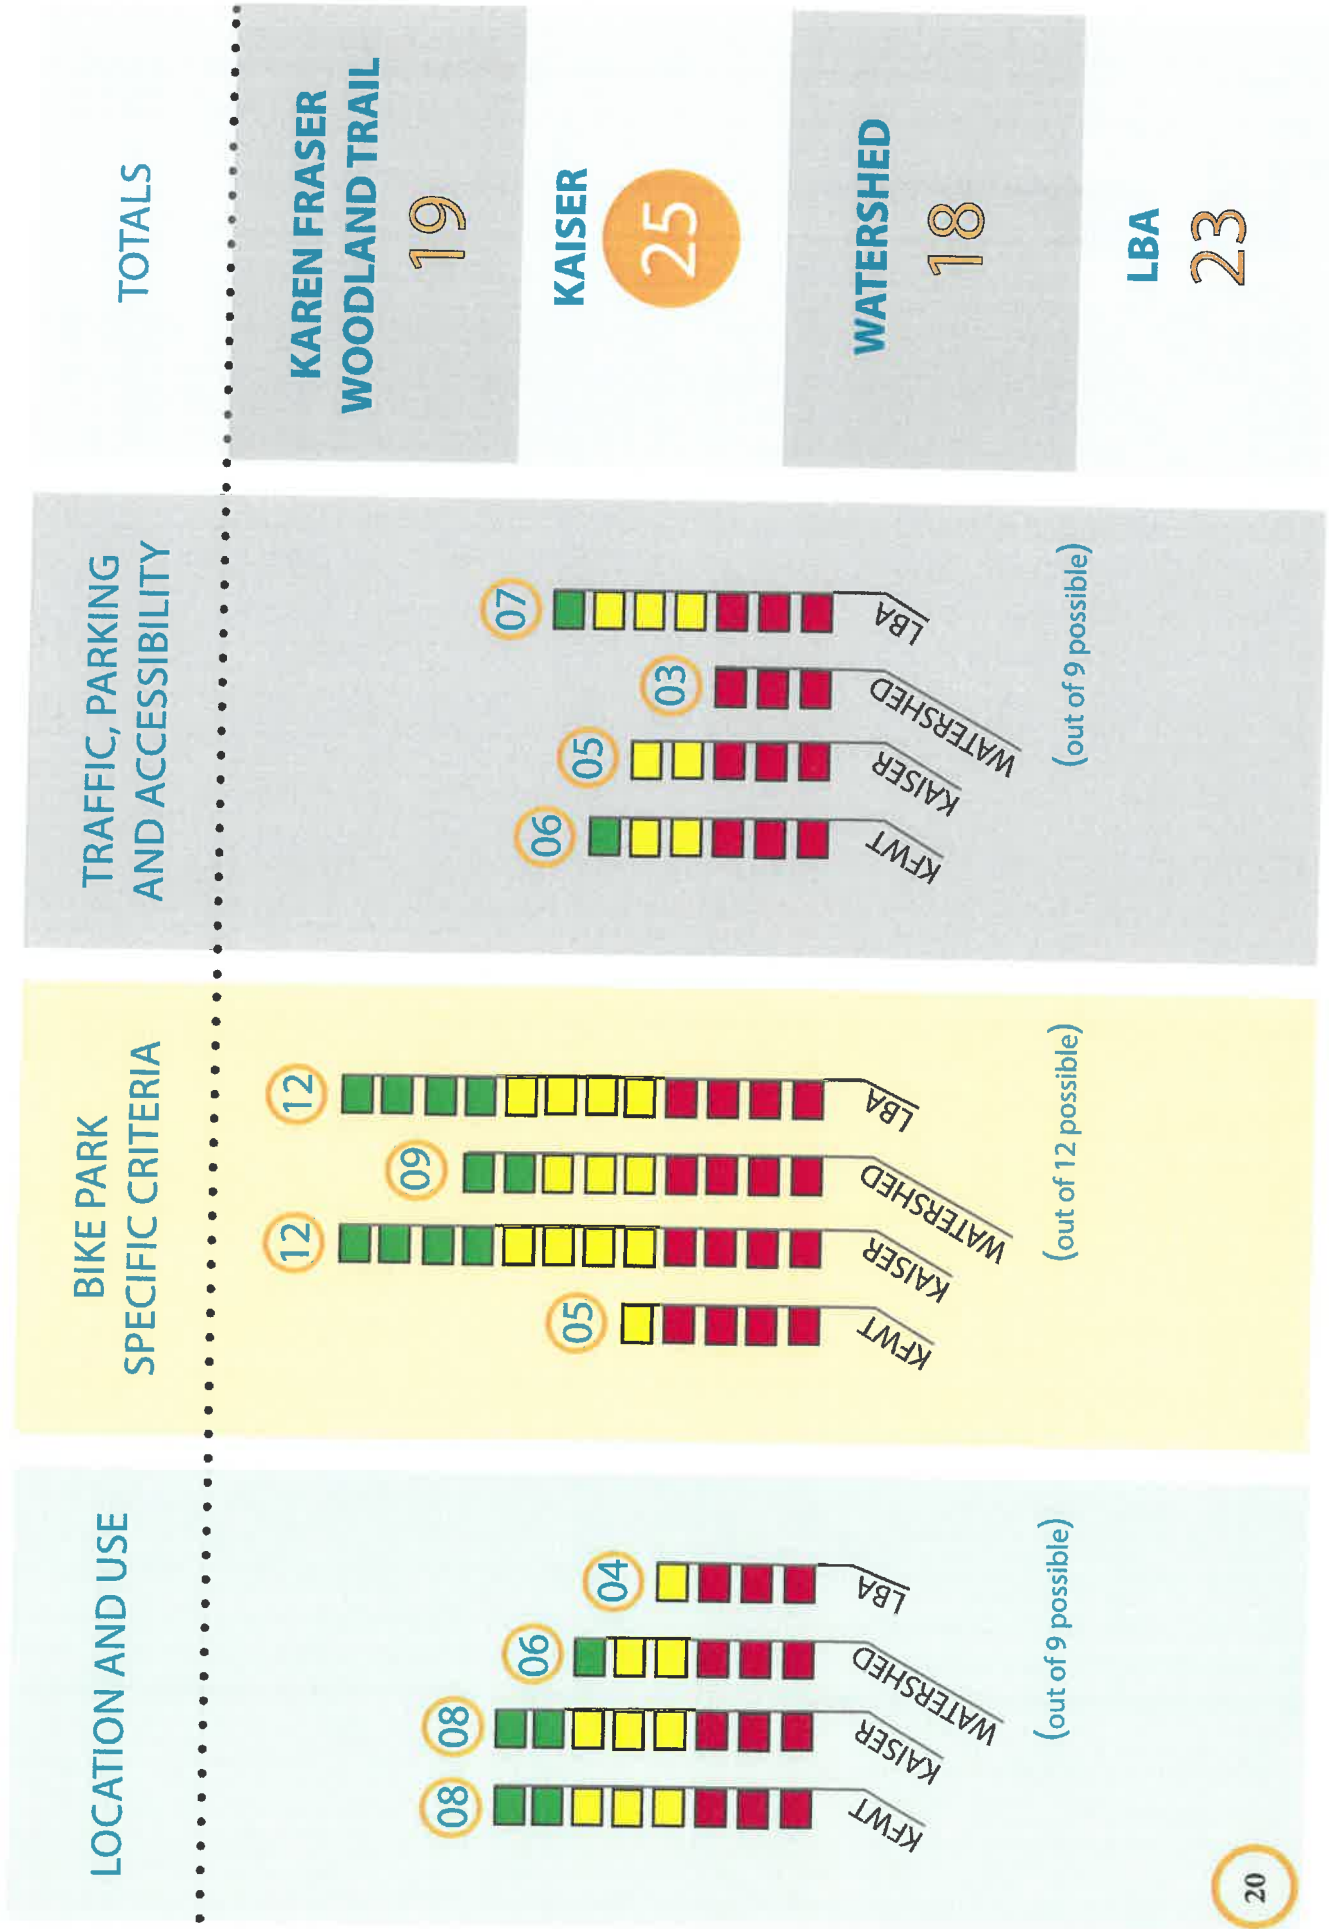 LOCATION AND USE
08
08
06
04
KFWT
KAISER
WATERSHED
LBA
(out of 9 possible)
BIKE PARK
SPECIFIC CRITERIA
05
12
09
12
KFWT
KAISER
WATERSHED
LBA
(out of 12 possible)
TRAFFIC, PARKING
AND ACCESSIBILITY
06
05
03
07
KFWT
KAISER
WATERSHED
LBA
(out of 9 possible)
TOTALS
KAREN FRASER
WOODLAND TRAIL
19
KAISER
25
WATERSHED
18
LBA
23
20